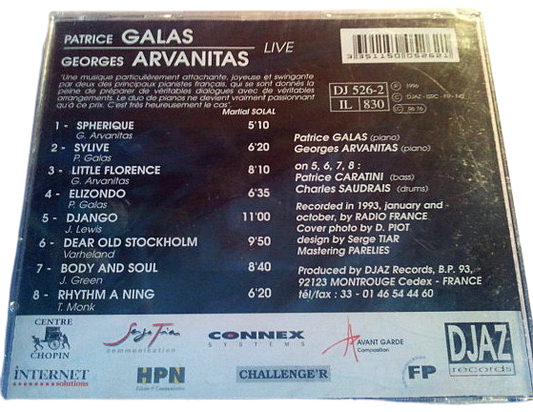 PATRICE GALAS
GEORGES ARVANITAS LIVE
'Une musique particulièrement attachante, joyeuse et swingante
par deux des principaux pianistes français, qui se sont donnés la
peine de préparer de véritables dialogues avec de véritables
arrangements. Le duo de pianos ne devient vraiment passionnant
qu'à ce prix. C'est très heureusement le cas'.
Martial SOLAL
DJ 526-2
IL 830
1996
1 - SPHERIQUE 5'10
G. Arvanitas
2 - SYLIVE 6'20
P. Galas
3 - LITTLE FLORENCE 8'10
G. Arvanitas
4 - ELIZONDO 6'35
P. Galas
5 - DJANGO 11'00
J. Lewis
6 - DEAR OLD STOCKHOLM 9'50
Varheland
7 - BODY AND SOUL 8'40
J. Green
8 - RHYTHM A NING 6'20
T. Monk
Patrice GALAS (piano)
Georges ARVANITAS (piano)
on 5, 6, 7, 8 :
Patrice CARATINI (bass)
Charles SAUDRAIS (drums)
Recorded in 1993, january and -
october, by RADIO FRANCE
Cover photo by D. PIOT
design by Serge TIAR
Mastering PARELIES
Produced by DJAZ Records, B.P. 93,
92123 MONTROUGE Cedex - FRANCE
tél/fax : 33 - 01 46 54 44 60
CENTRE
CHOPIN
communication
CONNEX
SYSTEMS
AVANT GARDE
Composition
DJAZ
records
INTERNET
solutions
HPN
CHALLENGE'R
FP